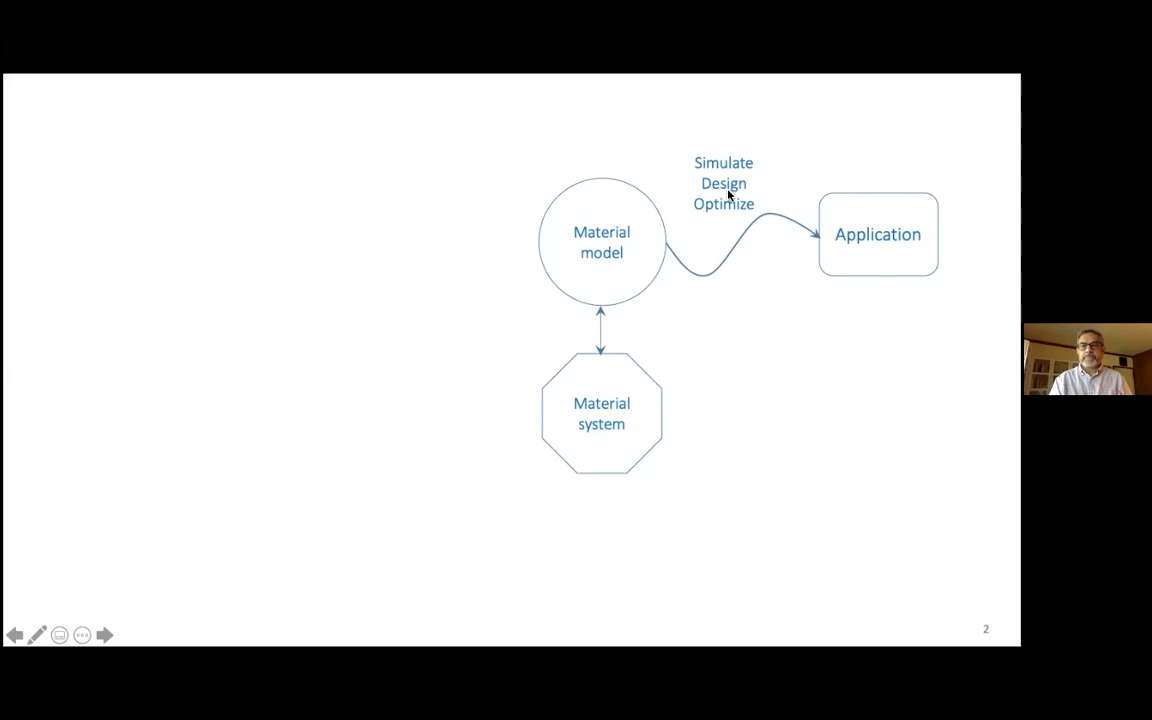 Simulate
Design
Optimize
Material
model
Application
Material
system
2